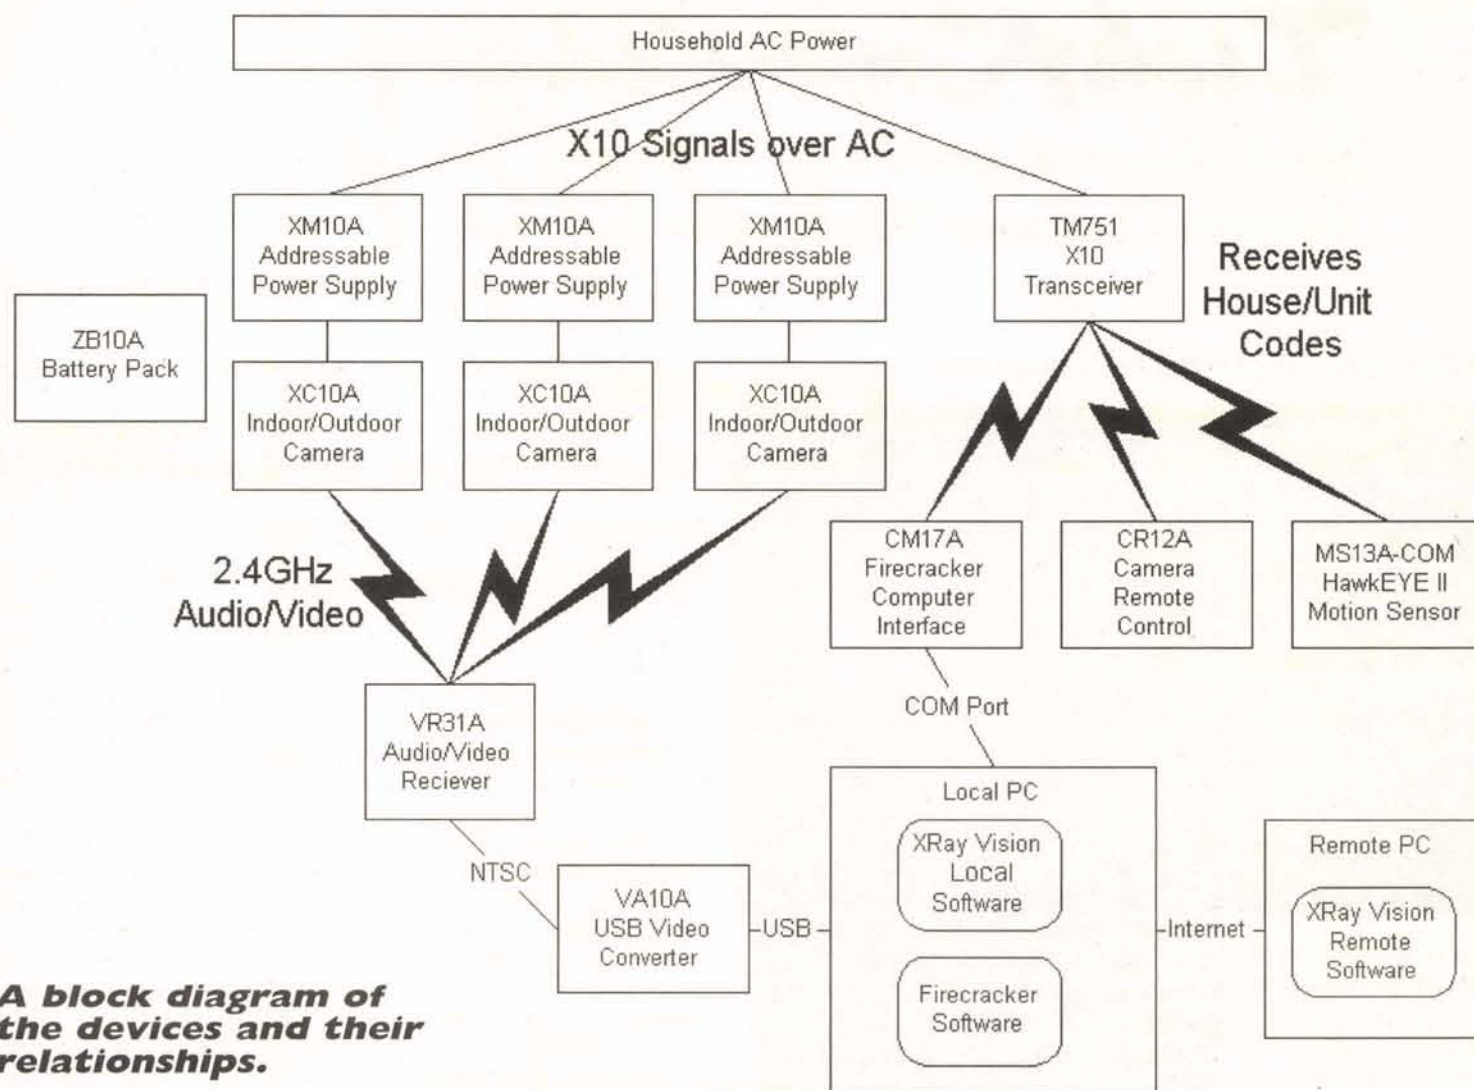 Household AC Power
X10 Signals over AC
XM10A
Addressable
Power Supply
XM10A
Addressable
Power Supply
XM10A
Addressable
Power Supply
TM751
X10
Transceiver
Receives
House/Unit
Codes
ZB10A
Battery Pack
XC10A
Indoor/Outdoor
Camera
XC10A
Indoor/Outdoor
Camera
XC10A
Indoor/Outdoor
Camera
2.4GHz
Audio/Video
CM17A
Firecracker
Computer
Interface
CR12A
Camera
Remote
Control
MS13A-COM
HawkEYE II
Motion Sensor
VR31A
Audio/Video
Reciever
COM Port
NTSC
VA10A
USB Video
Converter
USB
Local PC
XRay Vision
Local
Software
Firecracker
Software
Internet
Remote PC
XRay Vision
Remote
Software
A block diagram of
the devices and their
relationships.